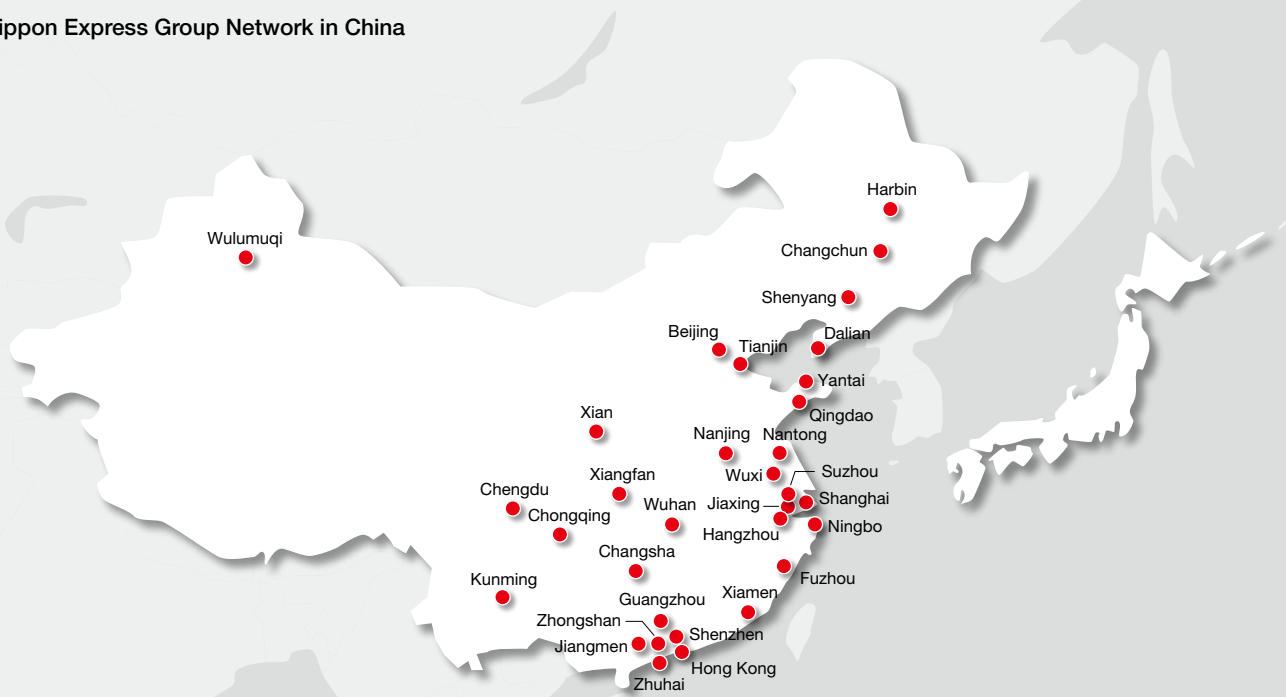 ippon Express Group Network in China
Harbin
Wulumuqi
Changchun
Shenyang
Beijing
Dalian
Tianjin
Yantai
Xian
Qingdao
Nanjing
Nantong
Wuxi
Suzhou
Xiangfan
Chengdu
Jiaxing
Shanghai
Wuhan
Chongqing
Hangzhou
Ningbo
Changsha
Kunming
Fuzhou
Xiamen
Guangzhou
Zhongshan
Shenzhen
Jiangmen
Hong Kong
Zhuhai